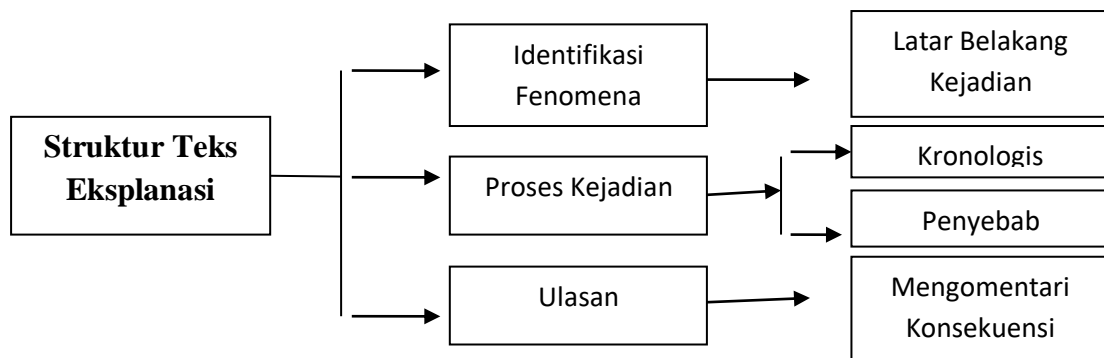 Struktur Teks
Eksplanasi
Identifikasi
Fenomena
Latar Belakang
Kejadian
Proses Kejadian
Kronologis
Penyebab
Ulasan
Mengomentari
Konsekuensi